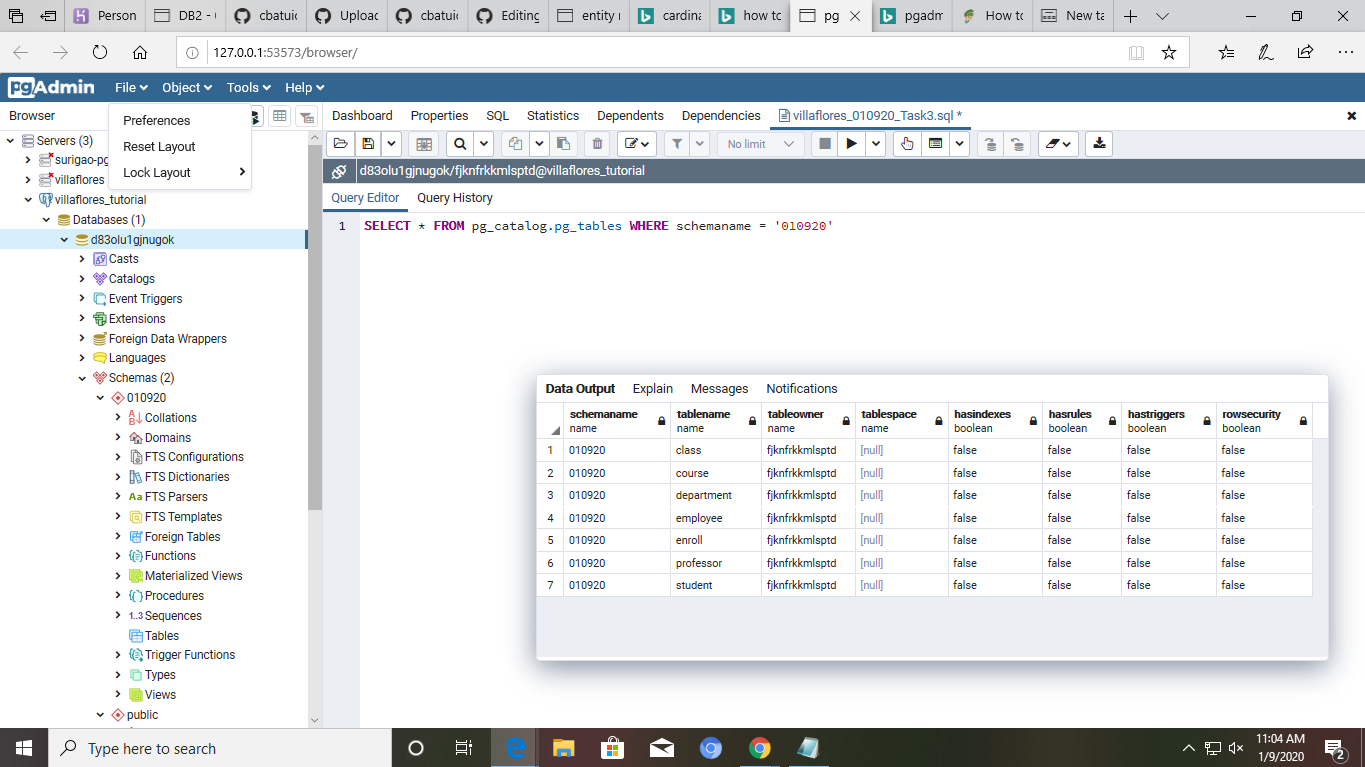 Person
DB2 -
cbatuic
Upload
cbatuic
Editing
entity r
cardina
how to
pg
pgadm
How to
New ta
127.0.0.1:53573/browser/
pgAdmin
File
Object
Tools
Help
Browser
Preferences
Reset Layout
Lock Layout
Dashboard
Properties
SQL
Statistics
Dependents
Dependencies
villaflores_010920_Task3.sql *
No limit
d83olu1gjnugok/fjknfrkkmlsptd@villaflores_tutorial
Query Editor
Query History
1 SELECT * FROM pg_catalog.pg_tables WHERE schemaname = '010920'
Servers (3)
surigao-pg
villaflores
villaflores_tutorial
Databases (1)
d83olu1gjnugok
Casts
Catalogs
Event Triggers
Extensions
Foreign Data Wrappers
Languages
Schemas (2)
010920
Collations
Domains
FTS Configurations
FTS Dictionaries
Aa FTS Parsers
FTS Templates
Foreign Tables
Functions
Materialized Views
Procedures
1..3 Sequences
Tables
Trigger Functions
Types
Views
public
Data Output
Explain
Messages
Notifications
schemaname tablename tableowner tablespace hasindexes hasrules hastriggers rowsecurity
name name name name boolean boolean boolean boolean
1 010920 class fjknfrkkmlsptd [null] false false false false
2 010920 course fjknfrkkmlsptd [null] false false false false
3 010920 department fjknfrkkmlsptd [null] false false false false
4 010920 employee fjknfrkkmlsptd [null] false false false false
5 010920 enroll fjknfrkkmlsptd [null] false false false false
6 010920 professor fjknfrkkmlsptd [null] false false false false
7 010920 student fjknfrkkmlsptd [null] false false false false
Type here to search
11:04 AM
1/9/2020
2